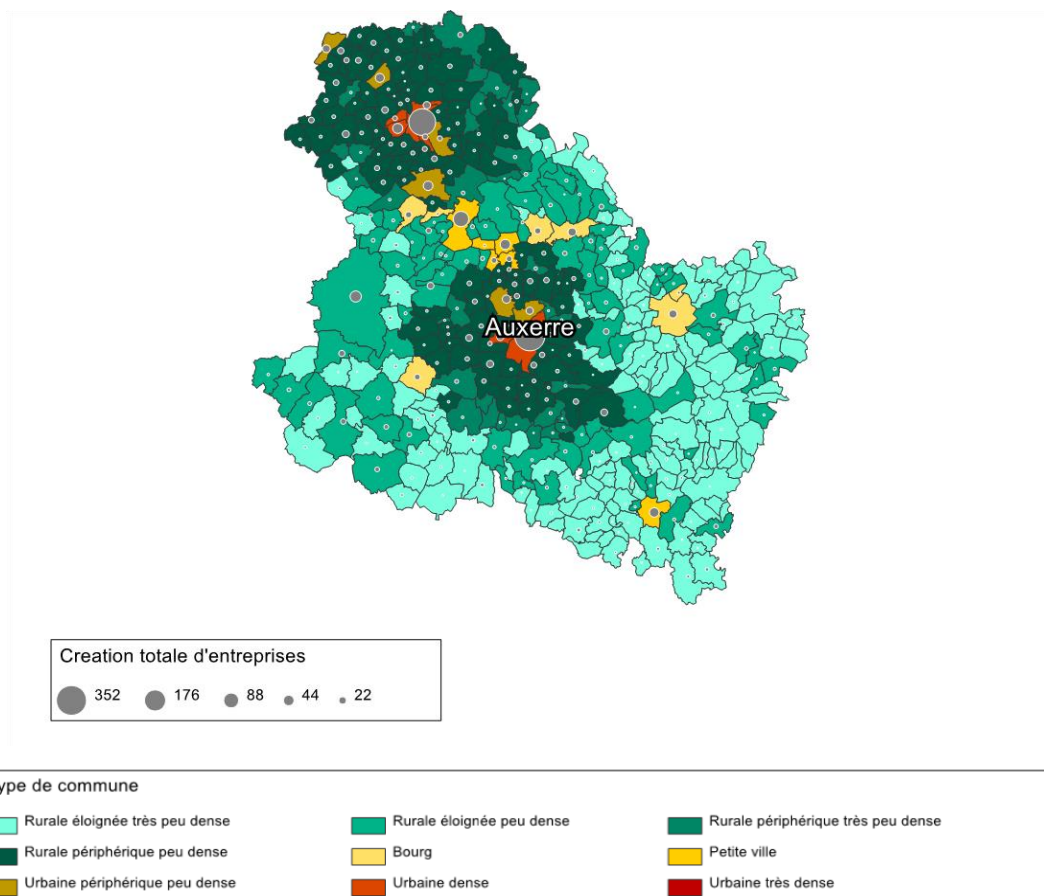 Auxerre
Creation totale d'entreprises
352 176 88 44 22
ype de commune
Rurale éloignée très peu dense Rurale éloignée peu dense Rurale périphérique très peu dense
Rurale périphérique peu dense Bourg Petite ville
Urbaine périphérique peu dense Urbaine dense Urbaine très dense